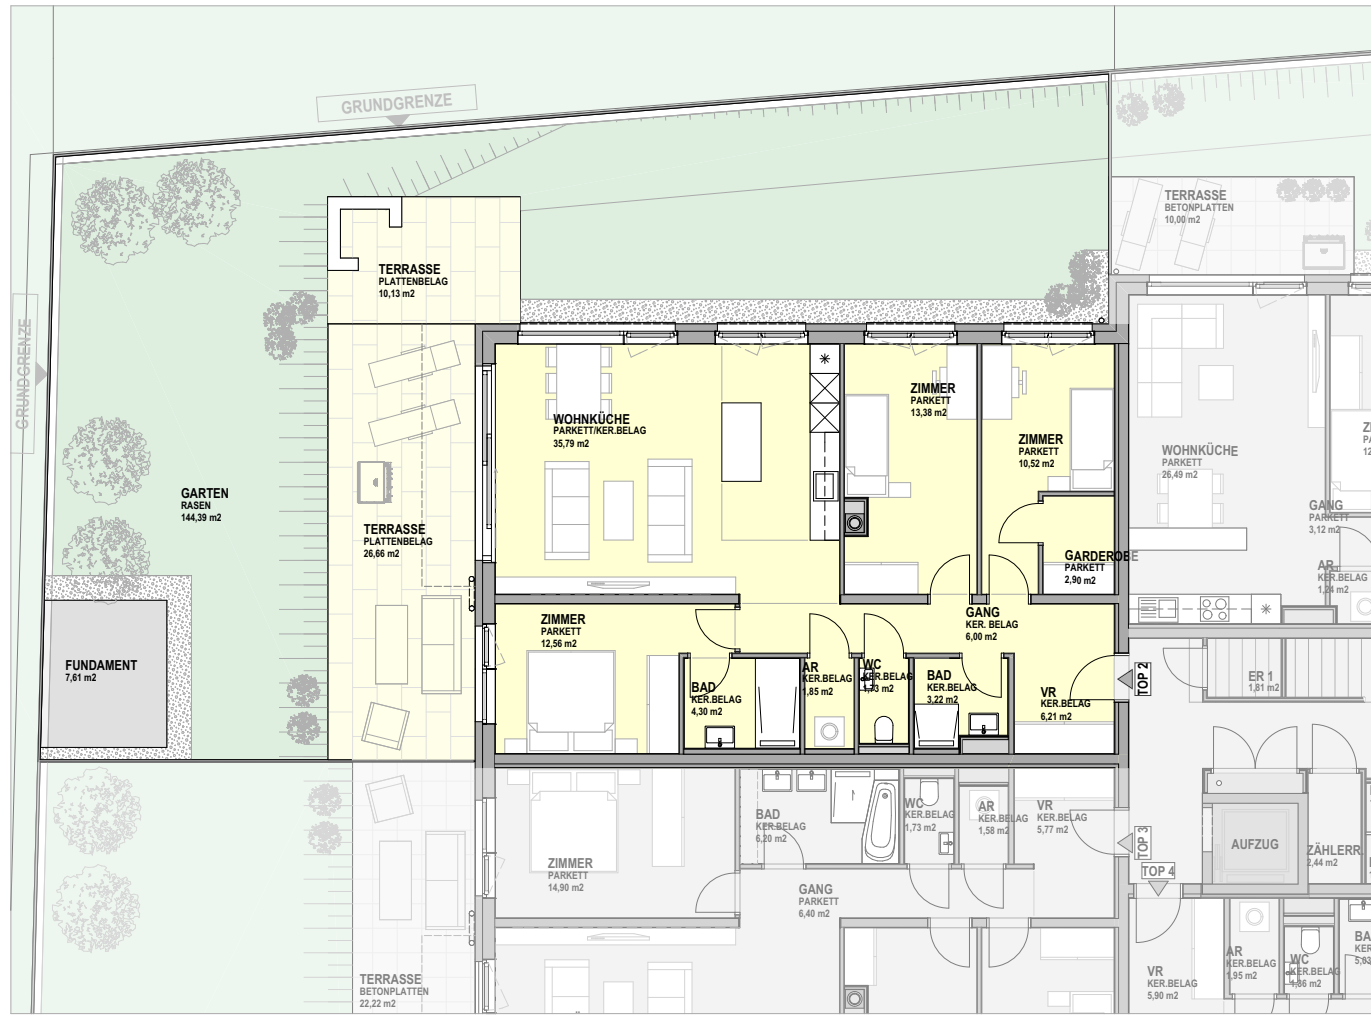 GRUNDGRENZE
GRUNDGRENZE
TERRASSE
BETONPLATTEN
10,00 m2
TERRASSE
PLATTENBELAG
10,13 m2
WOHNKÜCHE
PARKETT/KER.BELAG
35,79 m2
ZIMMER
PARKETT
13,38 m2
ZIMMER
PARKETT
10,52 m2
WOHNKÜCHE
PARKETT
26,49 m2
GARTEN
RASEN
144,39 m2
TERRASSE
PLATTENBELAG
26,66 m2
GARDEROBE
PARKETT
2,90 m2
GANG
PARKETT
3,12 m2
AR
KER.BELAG
1,24 m2
ZIMMER
PARKETT
12,56 m2
GANG
KER. BELAG
6,00 m2
FUNDAMENT
7,61 m2
BAD
KER.BELAG
4,30 m2
AR
KER.BELAG
1,85 m2
WC
KER.BELAG
1,73 m2
BAD
KER.BELAG
3,22 m2
VR
KER.BELAG
6,21 m2
TOP 2
ER 1
1,81 m2
ZIMMER
PARKETT
14,90 m2
BAD
KER.BELAG
6,20 m2
WC
KER.BELAG
1,73 m2
AR
KER.BELAG
1,58 m2
VR
KER.BELAG
5,77 m2
TOP 3
TOP 4
AUFZUG
ZÄHLERR
2,44 m2
GANG
PARKETT
6,40 m2
TERRASSE
BETONPLATTEN
22,22 m2
VR
KER.BELAG
5,90 m2
AR
KER.BELAG
1,95 m2
WC
KER.BELAG
1,86 m2